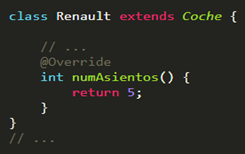 class Renault extends Coche {
// ...
@Override
int numAsientos() {
return 5;
}
}
// ...